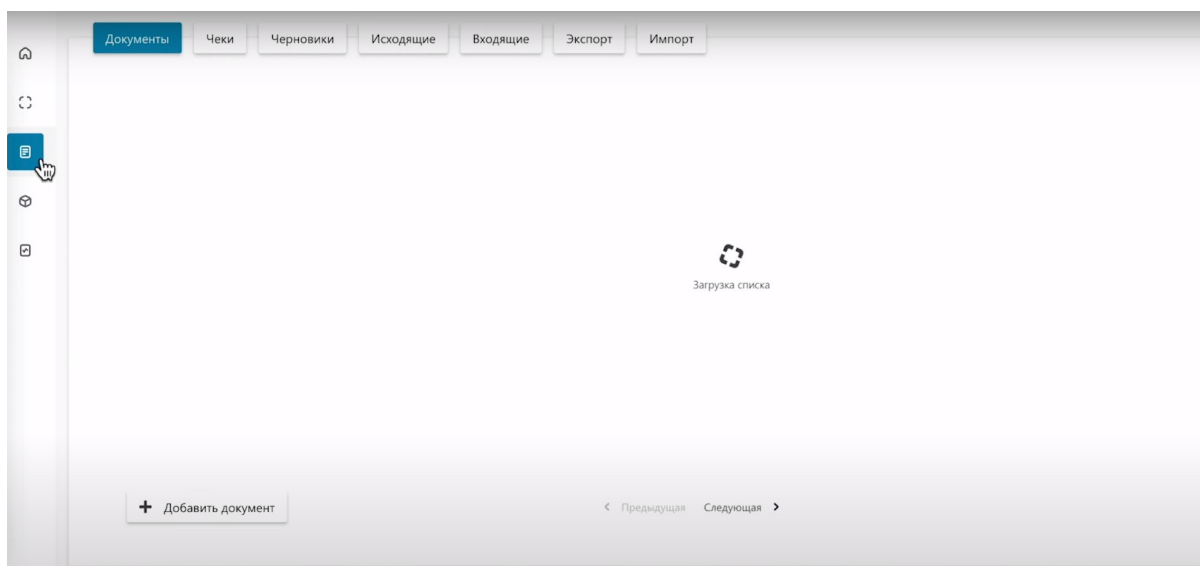 Документы Чеки Черновики Исходящие Входящие Экспорт Импорт
Загрузка списка
Добавить документ Предыдущая Следующая